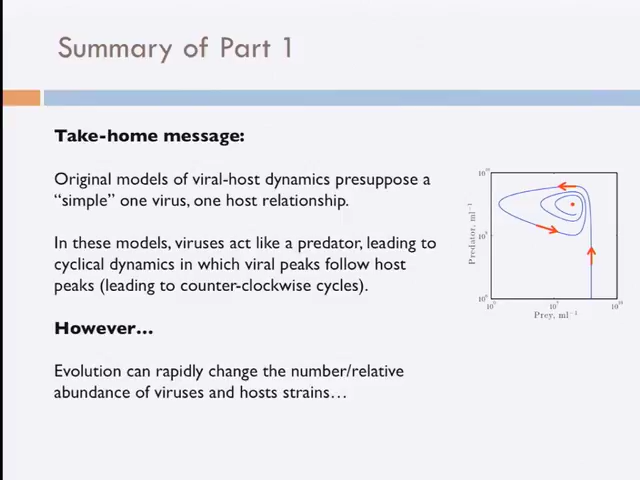 Summary of Part 1
Take-home message:
Original models of viral-host dynamics presuppose a
“simple” one virus, one host relationship.
In these models, viruses act like a predator, leading to
cyclical dynamics in which viral peaks follow host
peaks (leading to counter-clockwise cycles).
However…
Evolution can rapidly change the number/relative
abundance of viruses and hosts strains…
Predator, ml⁻¹
Prey, ml⁻¹